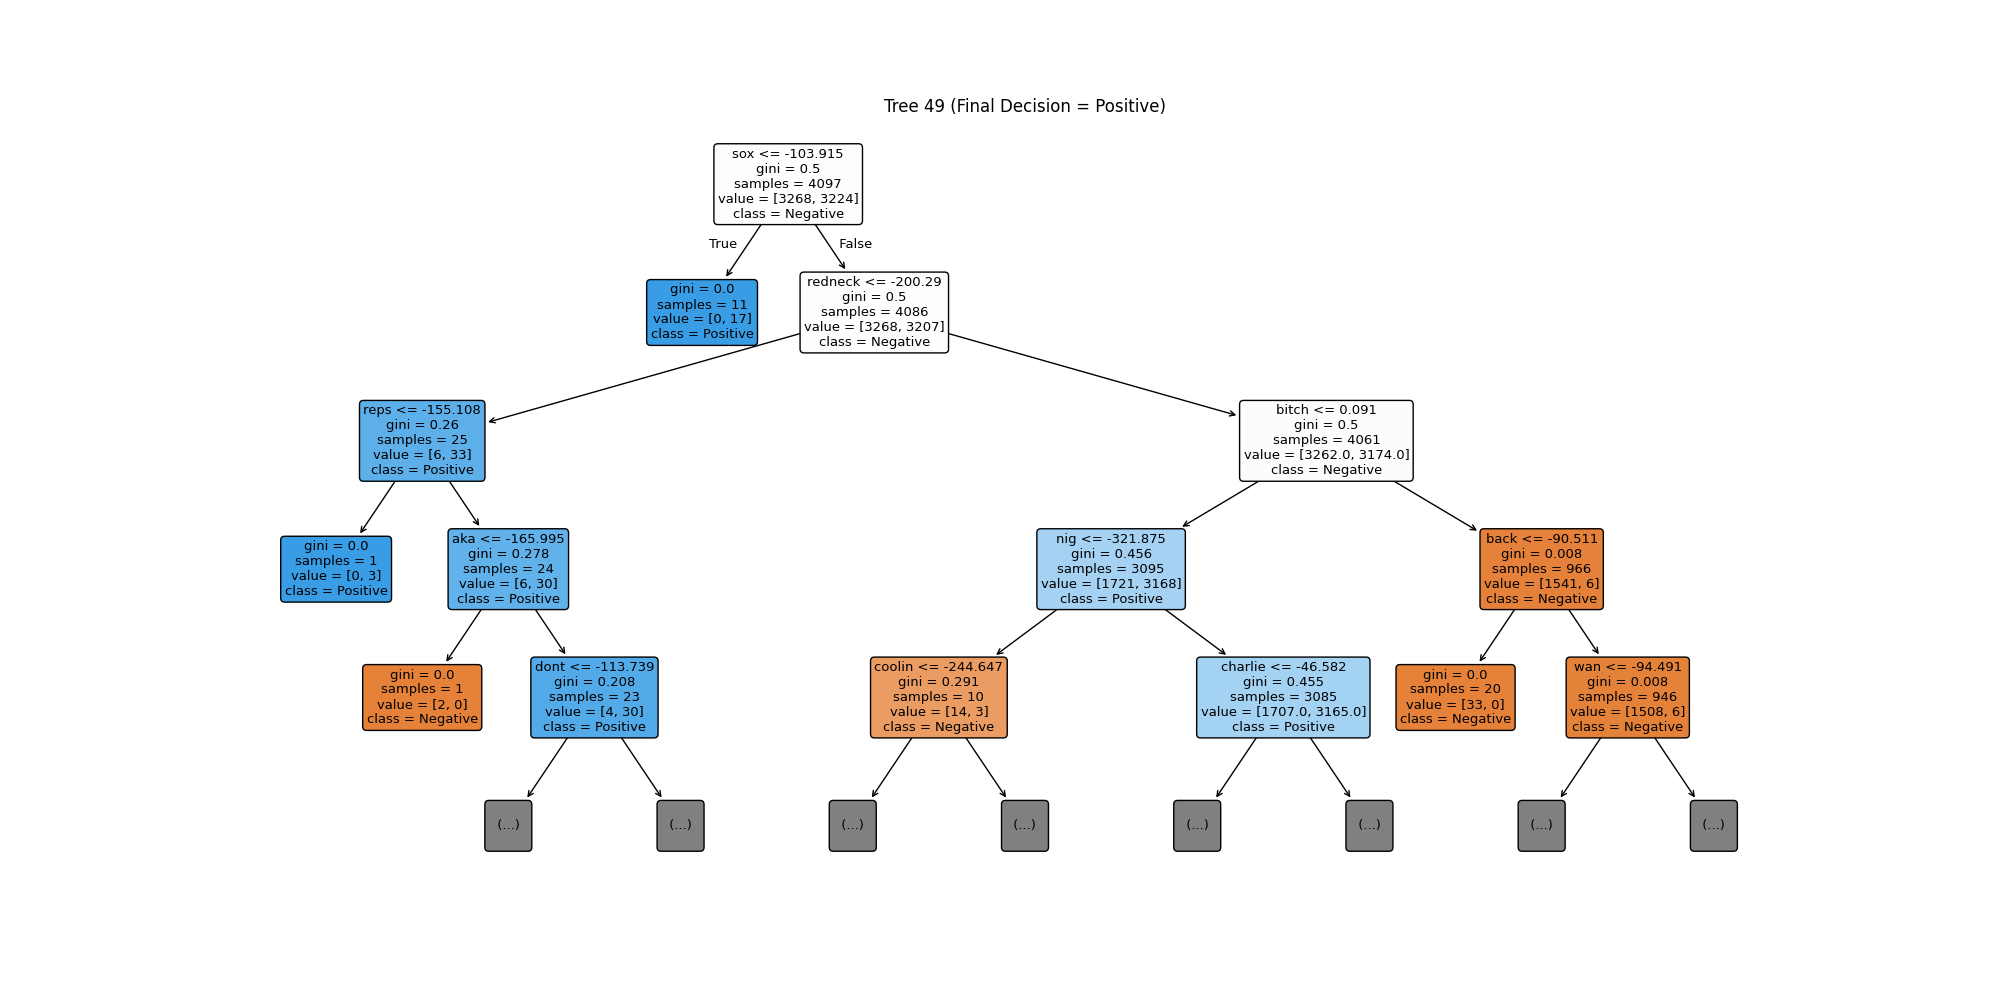 Tree 49 (Final Decision = Positive)
sox <= -103.915
gini = 0.5
samples = 4097
value = [3268, 3224]
class = Negative
True
False
gini = 0.0
samples = 11
value = [0, 17]
class = Positive
redneck <= -200.29
gini = 0.5
samples = 4086
value = [3268, 3207]
class = Negative
reps <= -155.108
gini = 0.26
samples = 25
value = [6, 33]
class = Positive
bitch <= 0.091
gini = 0.5
samples = 4061
value = [3262.0, 3174.0]
class = Negative
gini = 0.0
samples = 1
value = [0, 3]
class = Positive
aka <= -165.995
gini = 0.278
samples = 24
value = [6, 30]
class = Positive
nig <= -321.875
gini = 0.456
samples = 3095
value = [1721, 3168]
class = Positive
back <= -90.511
gini = 0.008
samples = 966
value = [1541, 6]
class = Negative
gini = 0.0
samples = 1
value = [2, 0]
class = Negative
dont <= -113.739
gini = 0.208
samples = 23
value = [4, 30]
class = Positive
coolin <= -244.647
gini = 0.291
samples = 10
value = [14, 3]
class = Negative
charlie <= -46.582
gini = 0.455
samples = 3085
value = [1707.0, 3165.0]
class = Positive
gini = 0.0
samples = 20
value = [33, 0]
class = Negative
wan <= -94.491
gini = 0.008
samples = 946
value = [1508, 6]
class = Negative
(...)
(...)
(...)
(...)
(...)
(...)
(...)
(...)